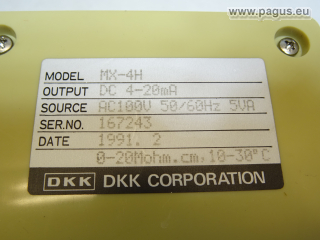 www.pagus.eu
MODEL MX-4H
OUTPUT DC 4-20mA
SOURCE AC100V 50/60Hz 5VA
SER.NO. 167243
DATE 1991. 2
0-20Mohm.cm,10-30°C
DKK DKK CORPORATION